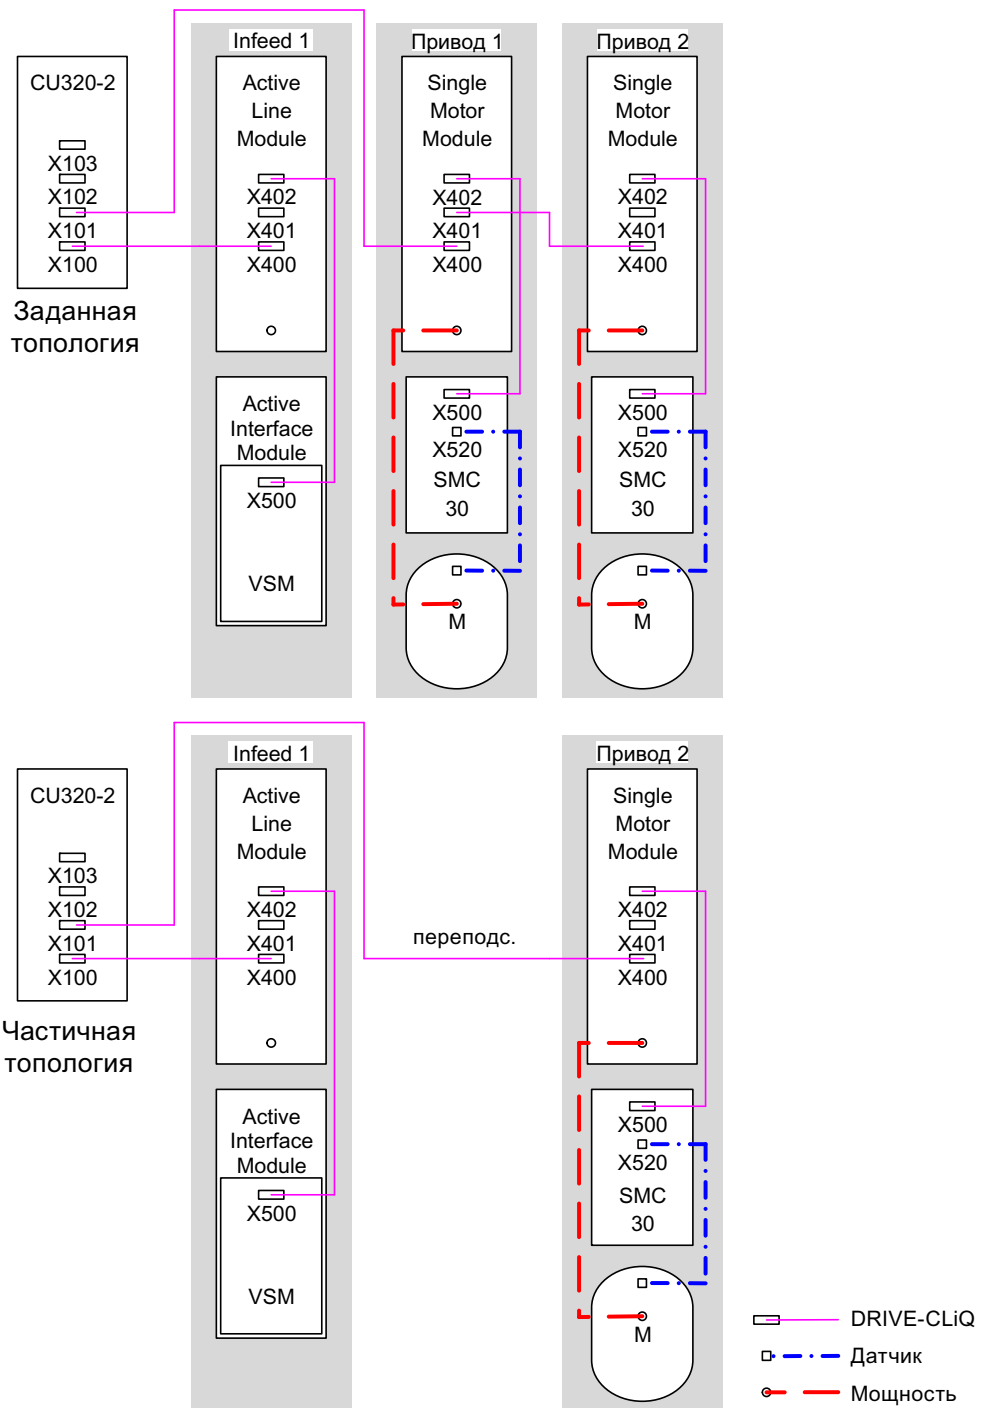 Infeed 1
Привод 1
Привод 2
CU320-2
X103
X102
X101
X100
Заданная
топология
Active
Line
Module
X402
X401
X400
Single
Motor
Module
X402
X401
X400
Single
Motor
Module
X402
X401
X400
Active
Interface
Module
X500
VSM
X500
X520
SMC
30
M
X500
X520
SMC
30
M
Infeed 1
Привод 2
CU320-2
X103
X102
X101
X100
Частичная
топология
Active
Line
Module
X402
X401
X400
переподс.
Single
Motor
Module
X402
X401
X400
Active
Interface
Module
X500
VSM
X500
X520
SMC
30
M
DRIVE-CLiQ
Датчик
Мощность